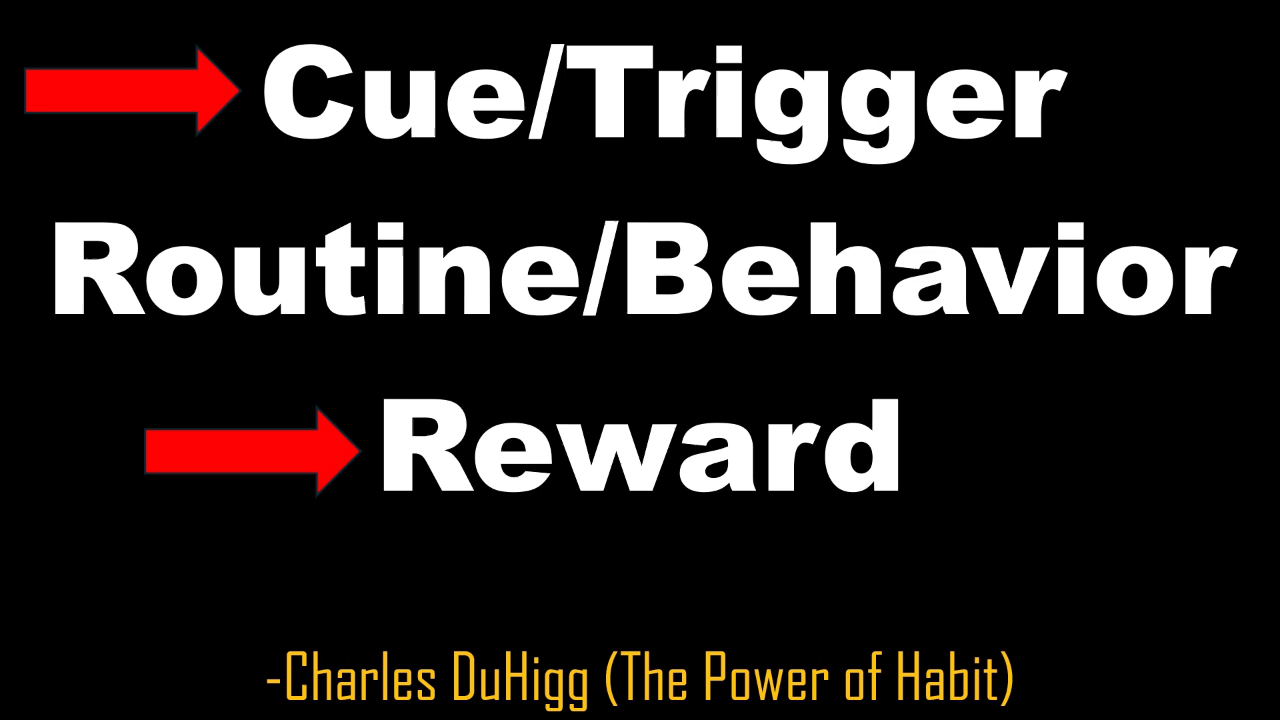 Cue/Trigger
Routine/Behavior
Reward
-Charles DuHigg (The Power of Habit)